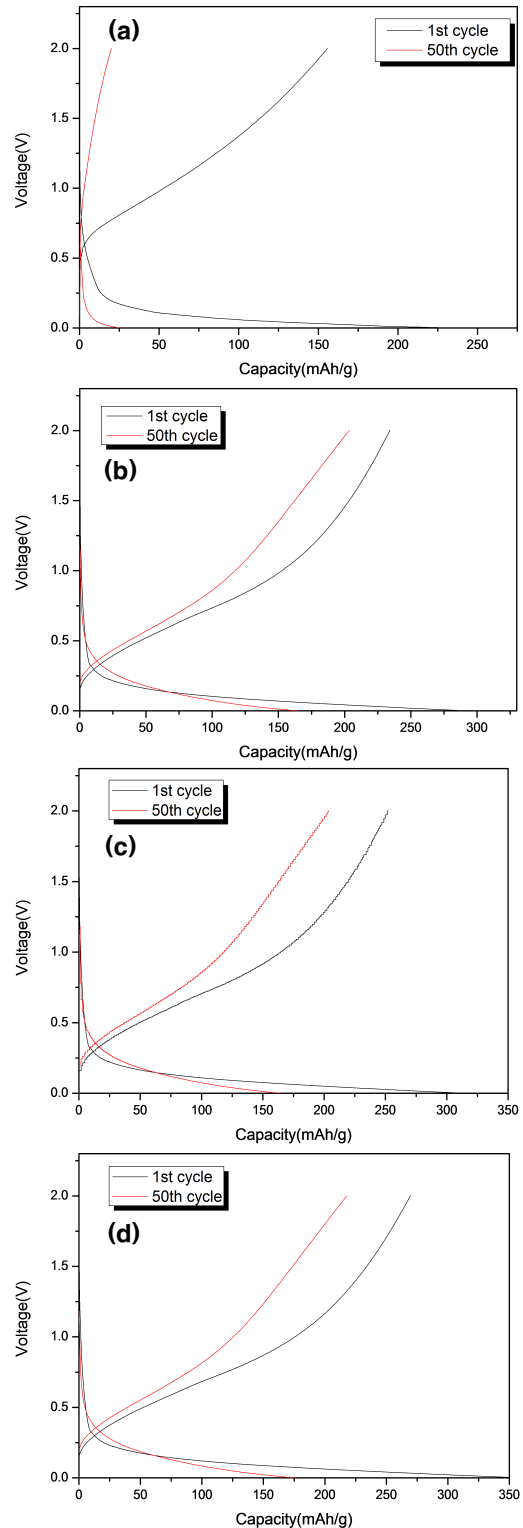 (a)
1st cycle
50th cycle
2.0
1.5
1.0
0.5
0.0
Voltage(V)
0 50 100 150 200 250
Capacity(mAh/g)
1st cycle
50th cycle
(b)
2.0
1.5
1.0
0.5
0.0
Voltage(V)
0 50 100 150 200 250 300
Capacity(mAh/g)
1st cycle
50th cycle
(c)
2.0
1.5
1.0
0.5
0.0
Voltage(V)
0 50 100 150 200 250 300 350
Capacity(mAh/g)
1st cycle
50th cycle
(d)
2.0
1.5
1.0
0.5
0.0
Voltage(V)
0 50 100 150 200 250 300 350
Capacity(mAh/g)